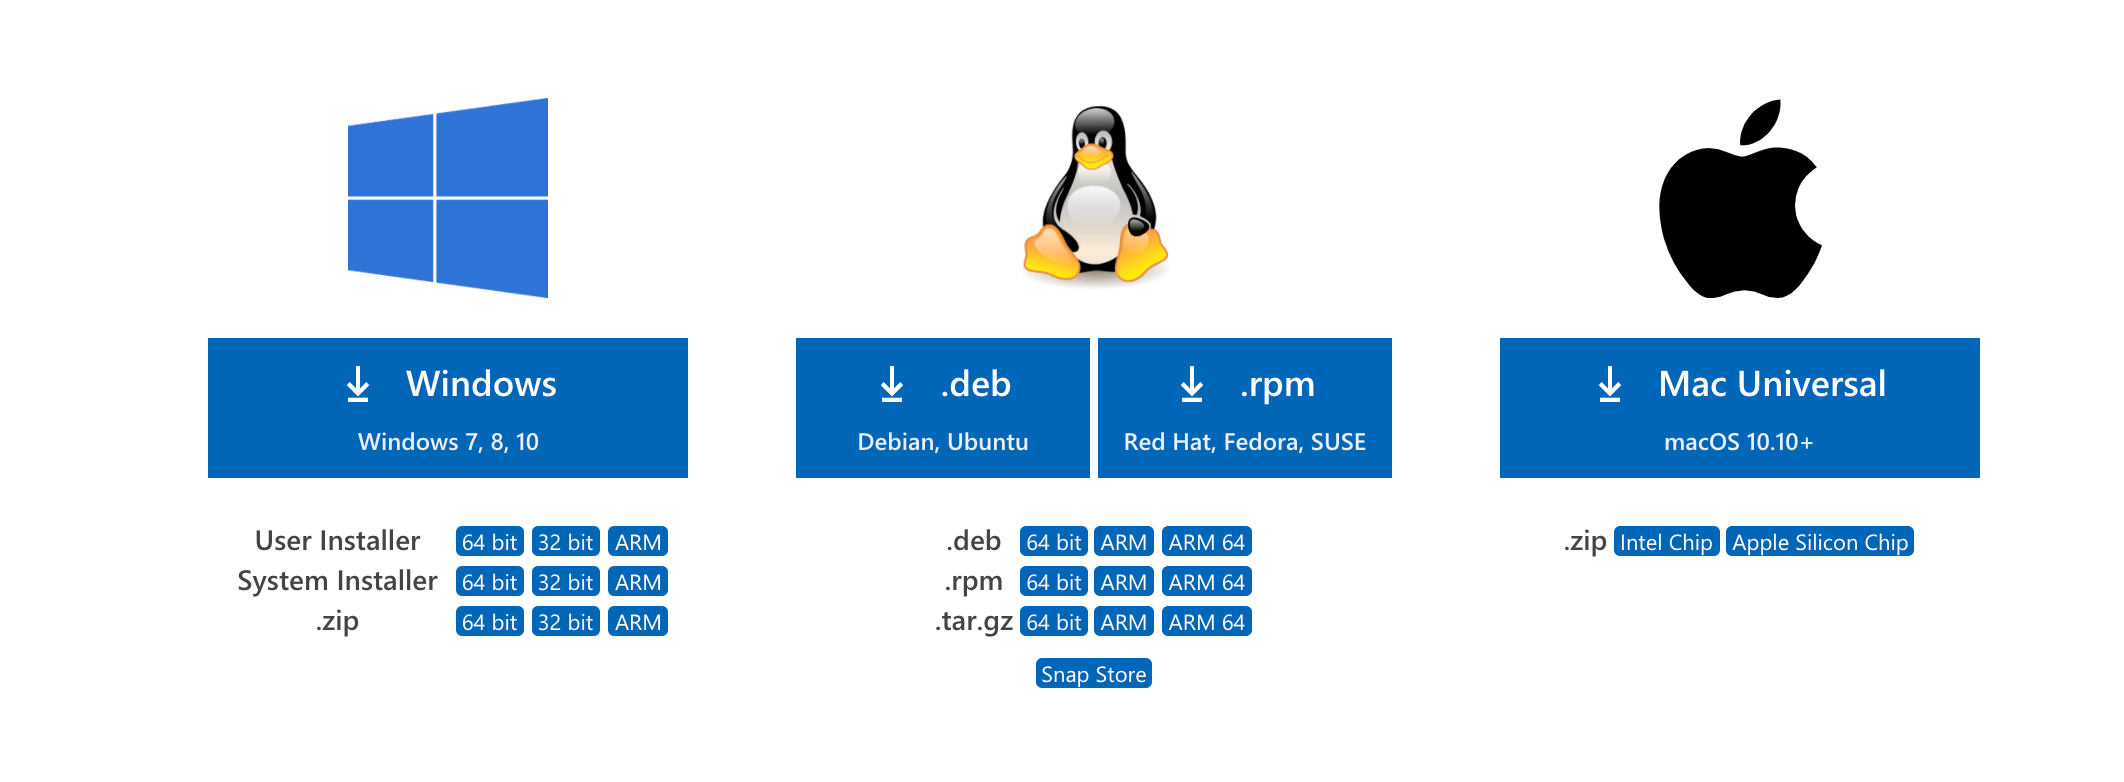 Windows
Windows 7, 8, 10
User Installer 64 bit 32 bit ARM
System Installer 64 bit 32 bit ARM
.zip 64 bit 32 bit ARM
.deb
Debian, Ubuntu
.rpm
Red Hat, Fedora, SUSE
.deb 64 bit ARM ARM 64
.rpm 64 bit ARM ARM 64
.tar.gz 64 bit ARM ARM 64
Snap Store
Mac Universal
macOS 10.10+
.zip Intel Chip Apple Silicon Chip